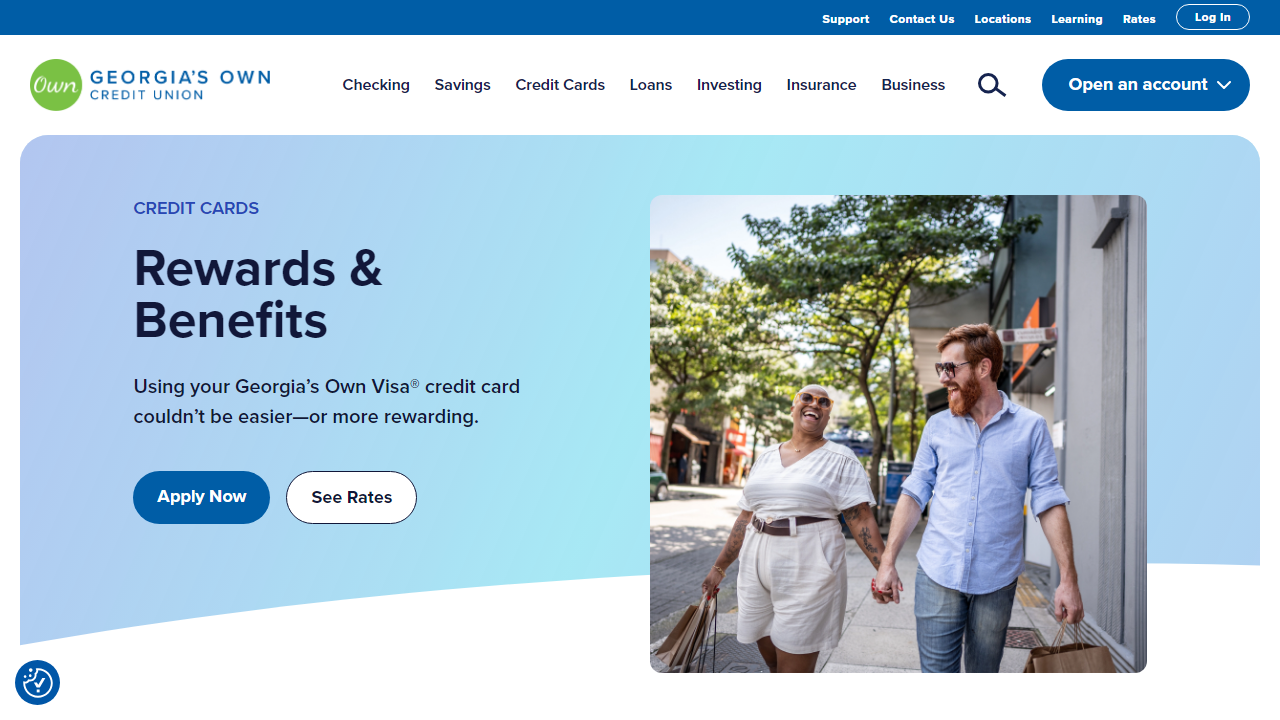 Support Contact Us Locations Learning Rates Log In
Own GEORGIA'S OWN
CREDIT UNION
Checking Savings Credit Cards Loans Investing Insurance Business Open an account
CREDIT CARDS
Rewards &
Benefits
Using your Georgia's Own Visa® credit card
couldn't be easier—or more rewarding.
Apply Now See Rates